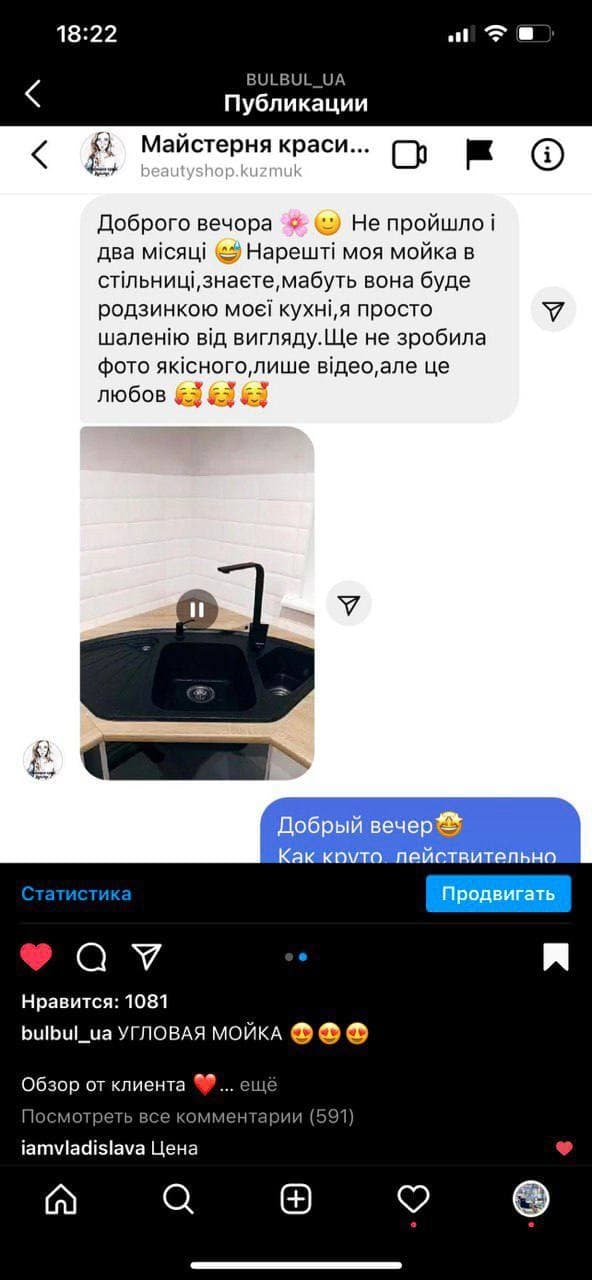 18:22
BULBUL_UA
Публикации
Майстерня краси...
beautyshop.kuzmuk
Доброго вечора 🌸🙂 Не пройшло і
два місяці 😅Нарешті моя мойка в
стільниці,знаєте,мабуть вона буде
родзинкою моєї кухні,я просто
шаленію від вигляду.Ще не зробила
фото якісного,лише відео,але це
любов 🥰🥰🥰
Добрый вечер🤩
Как круто, действительно
Статистика
Продвигать
Нравится: 1081
bulbul_ua УГЛОВАЯ МОЙКА 😍😍😍
Обзор от клиента ❤️... ещё
Посмотреть все комментарии (591)
iamvladislava Цена